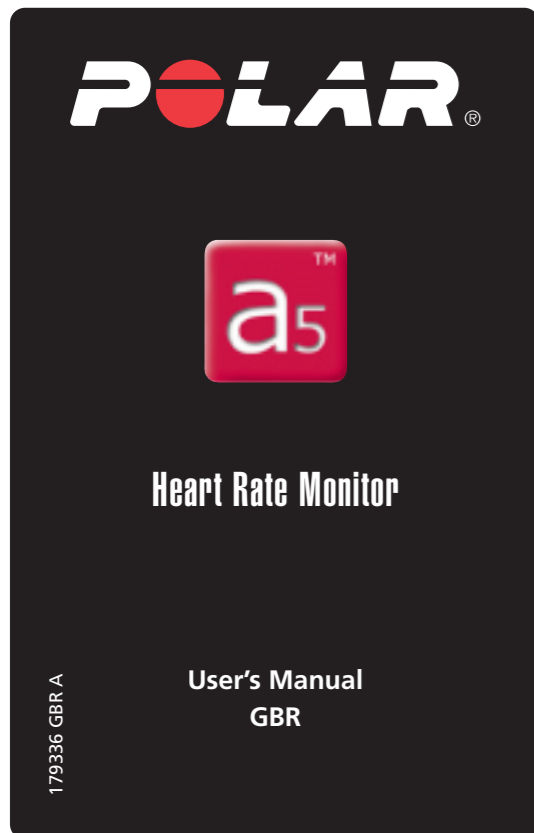 POLAR®
a5™
Heart Rate Monitor
User's Manual
GBR
179336 GBR A